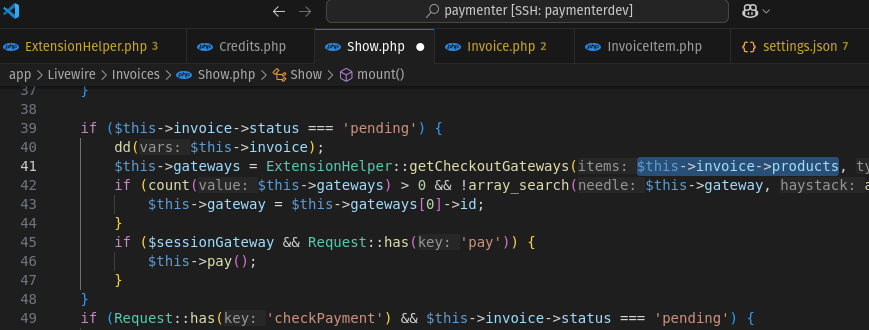 paymenter [SSH: paymenterdev]
ExtensionHelper.php 3 Credits.php Show.php Invoice.php 2 InvoiceItem.php {} settings.json 7
app > Livewire > Invoices > Show.php > Show > mount()
37 }
38
39 if ($this->invoice->status === 'pending') {
40 dd(vars: $this->invoice);
41 $this->gateways = ExtensionHelper::getCheckoutGateways(items: $this->invoice->products, ty
42 if (count(value: $this->gateways) > 0 && !array_search(needle: $this->gateway, haystack: a
43 $this->gateway = $this->gateways[0]->id;
44 }
45 if ($sessionGateway && Request::has(key: 'pay')) {
46 $this->pay();
47 }
48 }
49 if (Request::has(key: 'checkPayment') && $this->invoice->status === 'pending') {